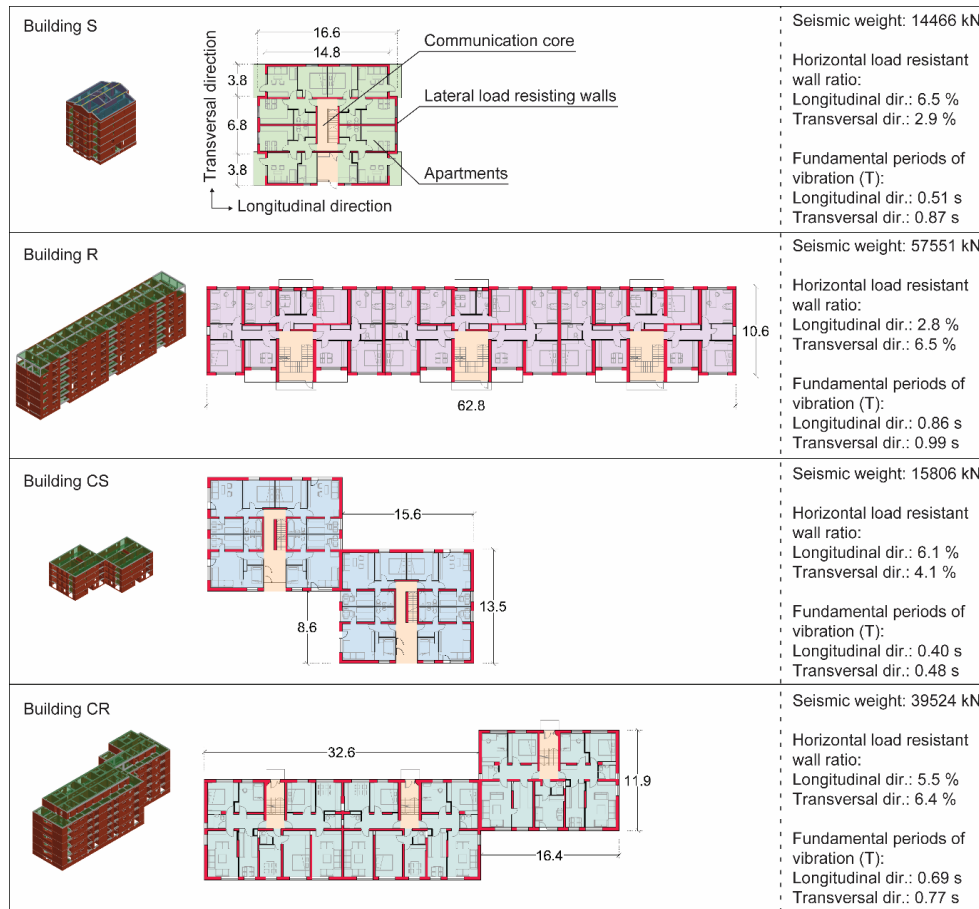 Building S
16.6
14.8
3.8
6.8
3.8
Transversal direction
Longitudinal direction
Communication core
Lateral load resisting walls
Apartments
Seismic weight: 14466 kN
Horizontal load resistant
wall ratio:
Longitudinal dir.: 6.5 %
Transversal dir.: 2.9 %
Fundamental periods of
vibration (T):
Longitudinal dir.: 0.51 s
Transversal dir.: 0.87 s
Building R
10.6
62.8
Seismic weight: 57551 kN
Horizontal load resistant
wall ratio:
Longitudinal dir.: 2.8 %
Transversal dir.: 6.5 %
Fundamental periods of
vibration (T):
Longitudinal dir.: 0.86 s
Transversal dir.: 0.99 s
Building CS
15.6
13.5
8.6
Seismic weight: 15806 kN
Horizontal load resistant
wall ratio:
Longitudinal dir.: 6.1 %
Transversal dir.: 4.1 %
Fundamental periods of
vibration (T):
Longitudinal dir.: 0.40 s
Transversal dir.: 0.48 s
Building CR
32.6
11.9
16.4
Seismic weight: 39524 kN
Horizontal load resistant
wall ratio:
Longitudinal dir.: 5.5 %
Transversal dir.: 6.4 %
Fundamental periods of
vibration (T):
Longitudinal dir.: 0.69 s
Transversal dir.: 0.77 s